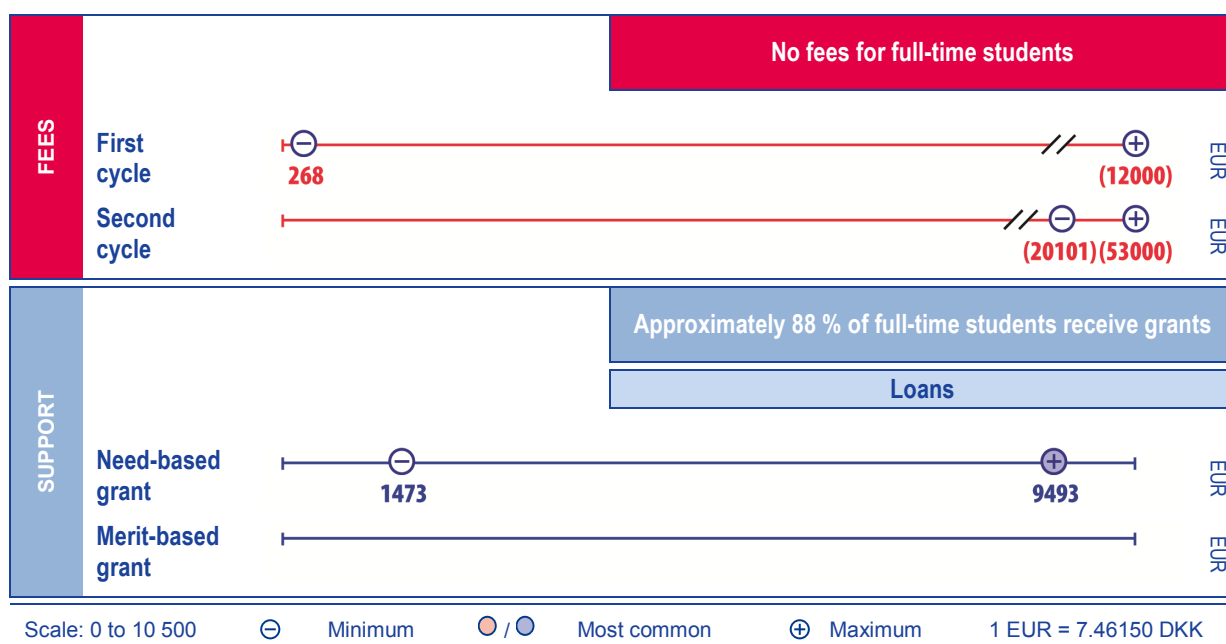 No fees for full-time students
FEES
First
cycle
268
(12000)
EUR
Second
cycle
(20101)(53000)
EUR
Approximately 88 % of full-time students receive grants
Loans
SUPPORT
Need-based
grant
1473
9493
EUR
Merit-based
grant
EUR
Scale: 0 to 10 500 Minimum / Most common Maximum 1 EUR = 7.46150 DKK